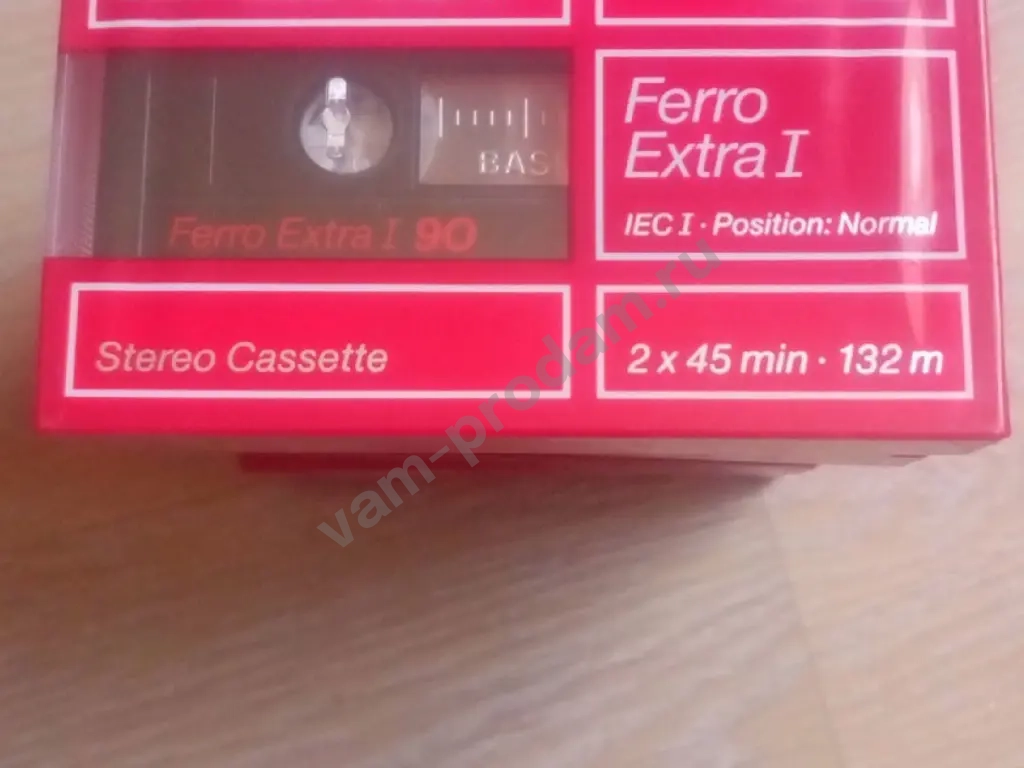 Ferro
Extra I
IEC I · Position: Normal
BAS
Ferro Extra I 90
Stereo Cassette
2 x 45 min · 132 m
vam-prodam.ru